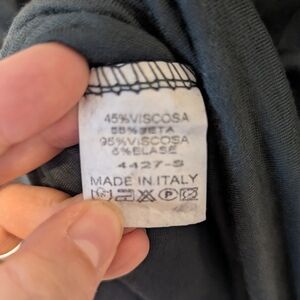 45%VISCOSA
55%SETA
95%VISCOSA
5%ELASE
4427-S
MADE IN ITALY
P